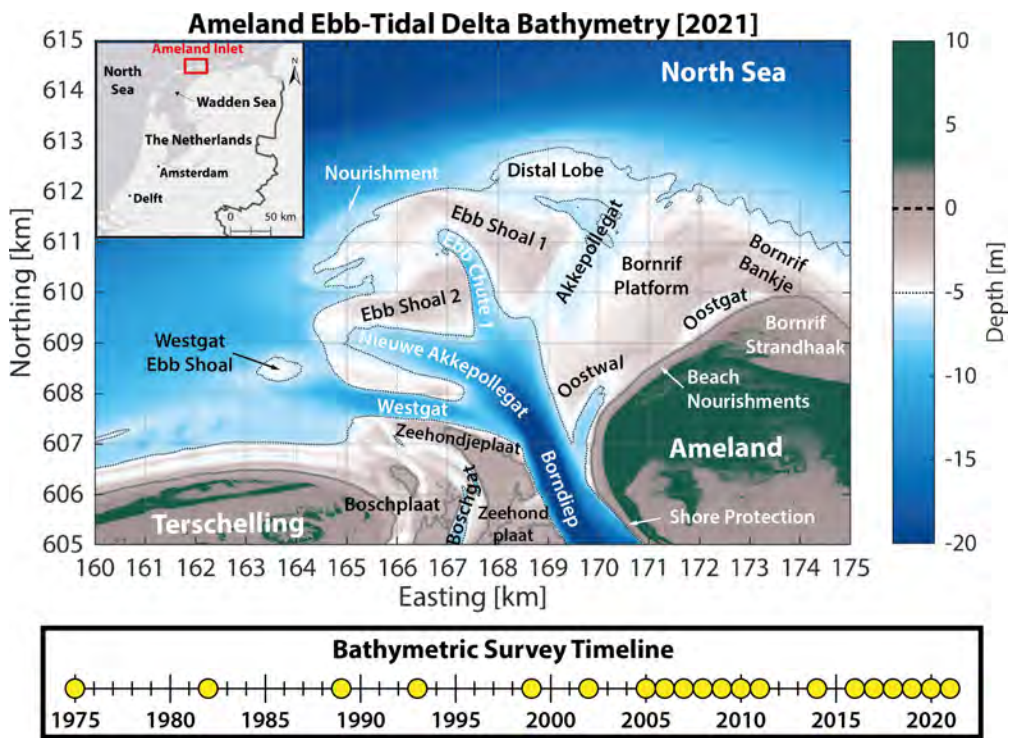 Ameland Ebb-Tidal Delta Bathymetry [2021]
615
614
613
612
611
610
609
608
607
606
605
Northing [km]
Ameland Inlet
North
Sea
N
Wadden Sea
The Netherlands
Amsterdam
Delft
0 50 km
North Sea
Nourishment
Distal Lobe
Ebb Shoal 1
Ebb Chute 1
Akkepollegat
Bornrif
Platform
Bornrif
Bankje
Ebb Shoal 2
Oostgat
Bornrif
Strandhaak
Westgat
Ebb Shoal
Nieuwe Akkepollegat
Oostwal
Beach
Nourishments
Westgat
Zeehondjeplaat
Borndiep
Ameland
Boschplaat
Boschgat
Zeehond
plaat
Shore Protection
Terschelling
160 161 162 163 164 165 166 167 168 169 170 171 172 173 174 175
Easting [km]
10
5
0
-5
-10
-15
-20
Depth [m]
Bathymetric Survey Timeline
1975 1980 1985 1990 1995 2000 2005 2010 2015 2020